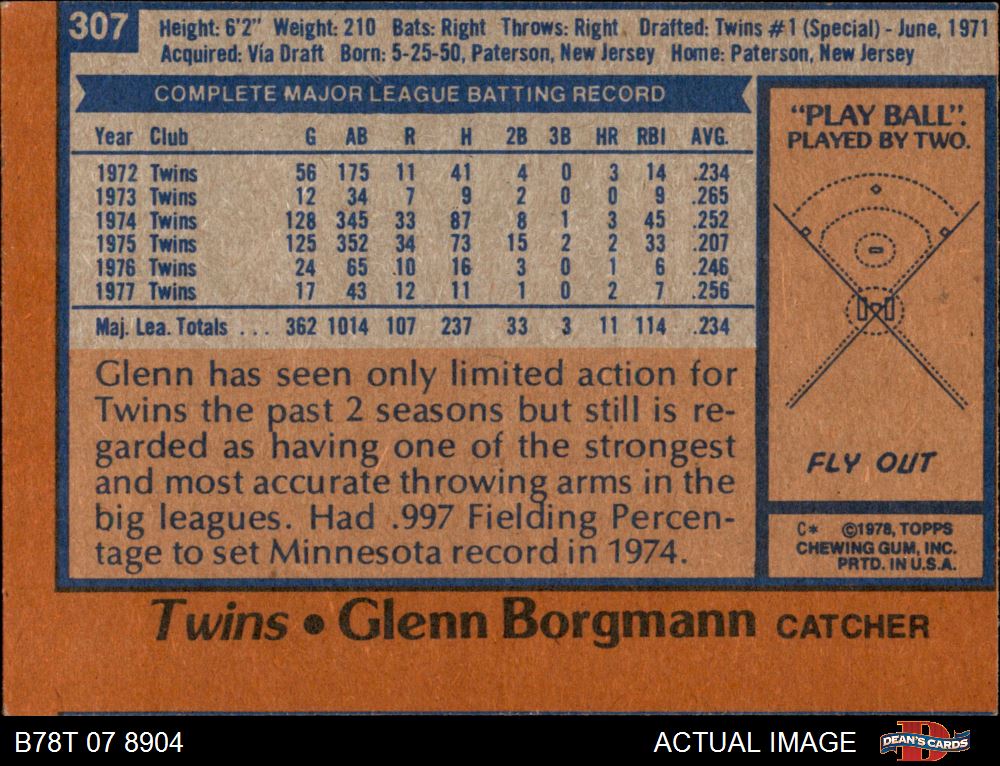 307
Height: 6'2" Weight: 210 Bats: Right Throws: Right Drafted: Twins #1 (Special) - June, 1971
Acquired: Via Draft Born: 5-25-50, Paterson, New Jersey Home: Paterson, New Jersey
COMPLETE MAJOR LEAGUE BATTING RECORD
Year Club G AB R H 2B 3B HR RBI AVG.
1972 Twins 56 175 11 41 4 0 3 14 .234
1973 Twins 12 34 7 9 2 0 0 9 .265
1974 Twins 128 345 33 87 8 1 3 45 .252
1975 Twins 125 352 34 73 15 2 2 33 .207
1976 Twins 24 65 10 16 3 0 1 6 .246
1977 Twins 17 43 12 11 1 0 2 7 .256
Maj. Lea. Totals ... 362 1014 107 237 33 3 11 114 .234
Glenn has seen only limited action for
Twins the past 2 seasons but still is re-
garded as having one of the strongest
and most accurate throwing arms in the
big leagues. Had .997 Fielding Percen-
tage to set Minnesota record in 1974.
"PLAY BALL":
PLAYED BY TWO.
FLY OUT
C* ©1978, TOPPS
CHEWING GUM, INC.
PRTD. IN U.S.A.
Twins • Glenn Borgmann CATCHER
B78T 07 8904
ACTUAL IMAGE
DEAN'S CARDS